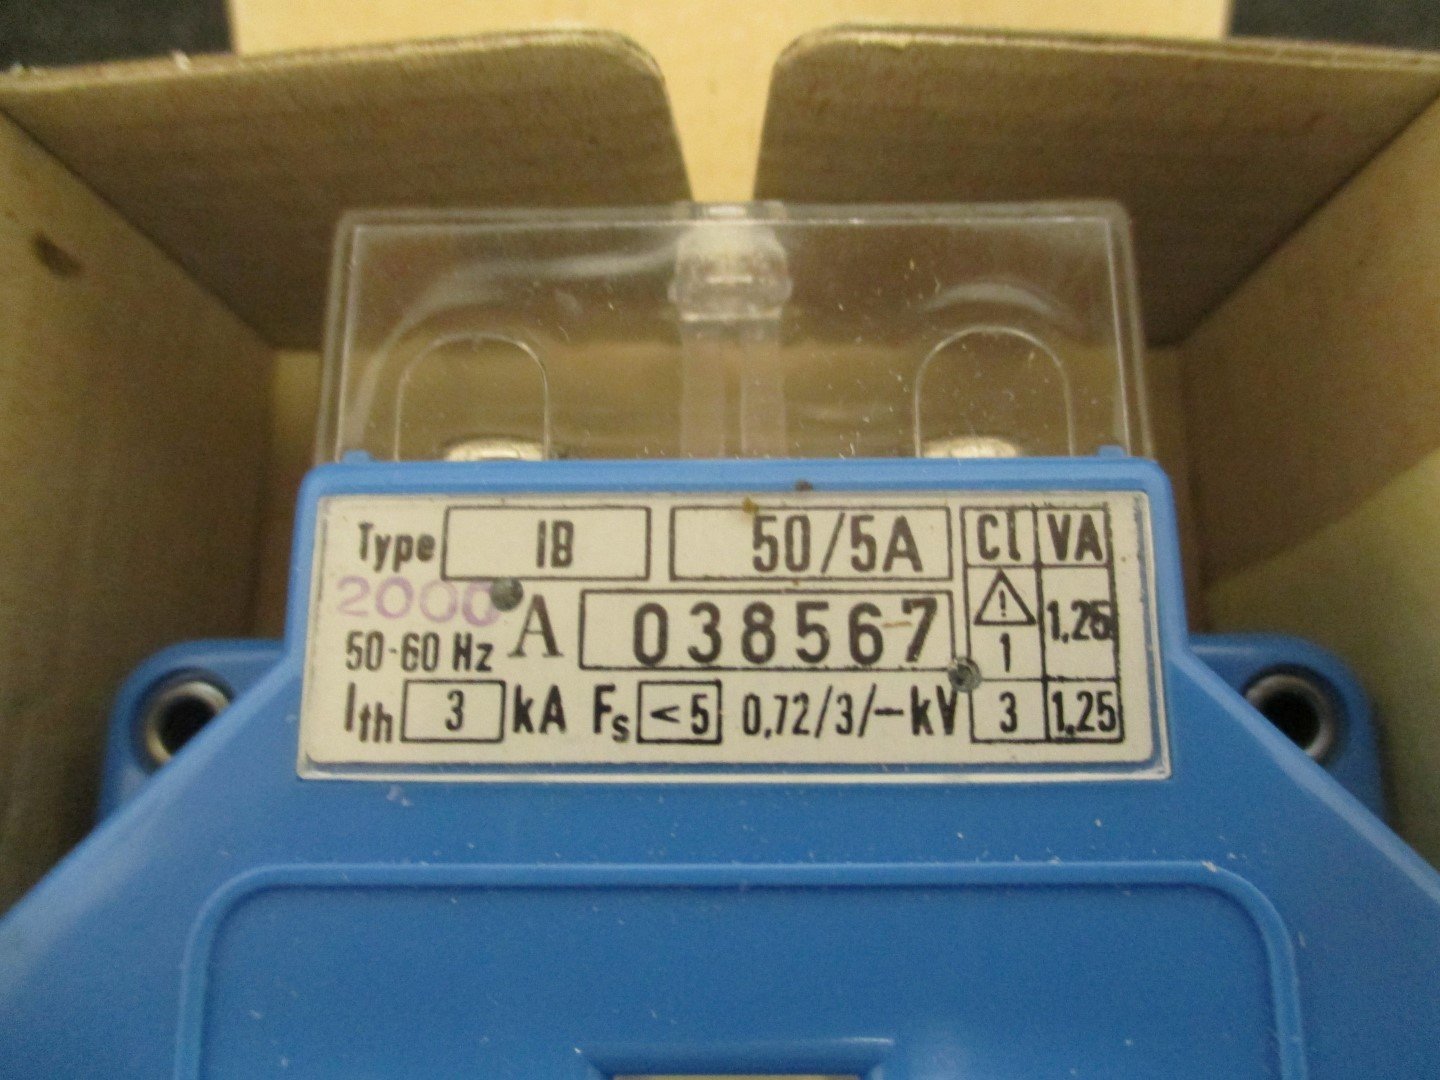 Type IB 50/5A Cl VA
2000 A 038567 ! 1 1,25
50-60 Hz
Ith 3 kA Fs <5 0,72/3/-kV 3 1,25